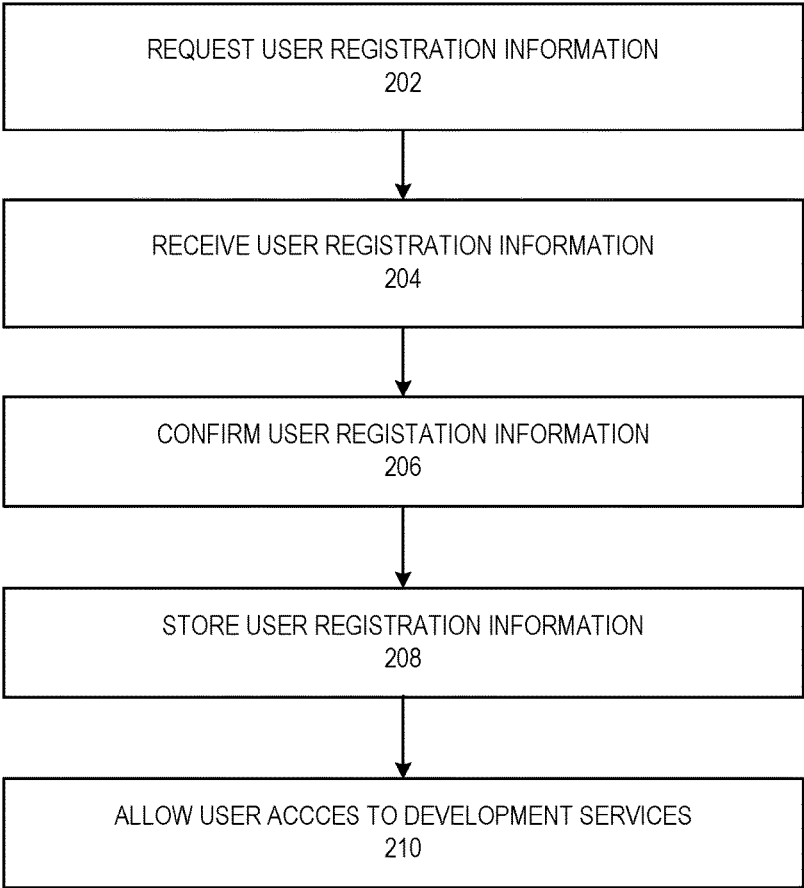 REQUEST USER REGISTRATION INFORMATION
202
RECEIVE USER REGISTRATION INFORMATION
204
CONFIRM USER REGISTATION INFORMATION
206
STORE USER REGISTRATION INFORMATION
208
ALLOW USER ACCCES TO DEVELOPMENT SERVICES
210